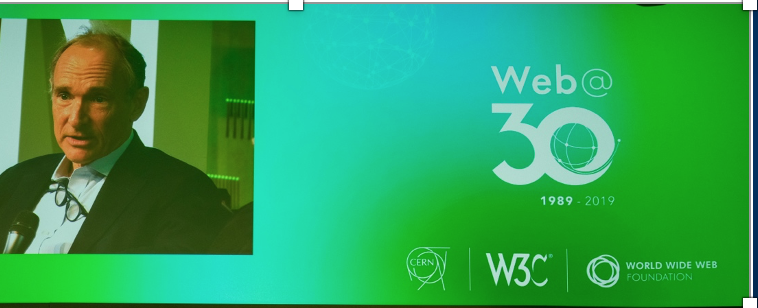 Web@
30
1989 - 2019
CERN
W3C®
WORLD WIDE WEB
FOUNDATION